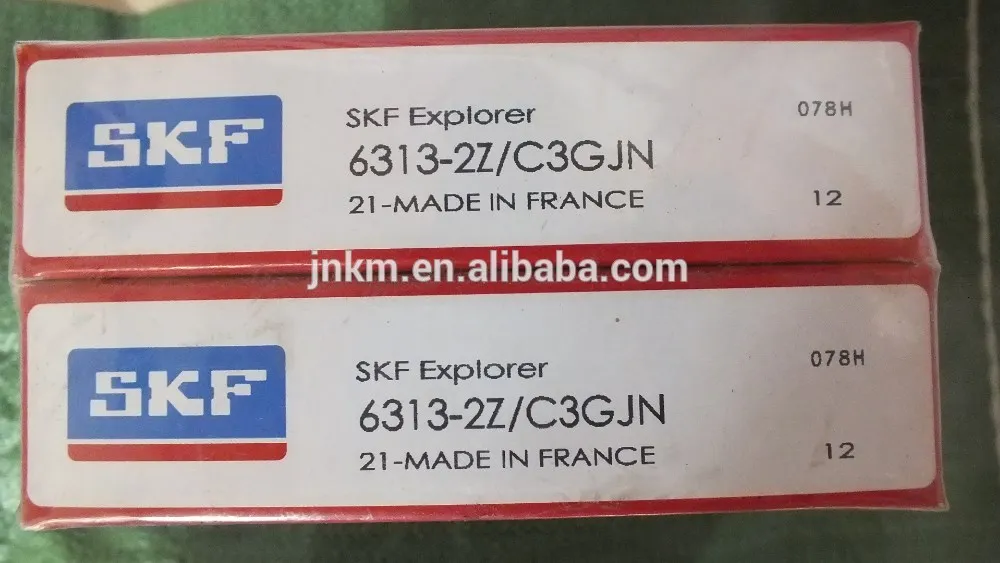 SKF
SKF Explorer
6313-2Z/C3GJN
21-MADE IN FRANCE
078H
12
jnkm.en.alibaba.com
SKF
SKF Explorer
6313-2Z/C3GJN
21-MADE IN FRANCE
078H
12